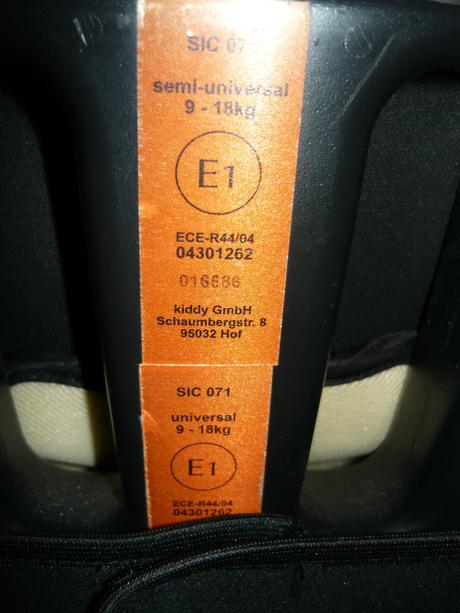 SIC 071
semi-universal
9 - 18kg
E1
ECE-R44/04
04301262
016586
kiddy GmbH
Schaumbergstr. 8
95032 Hof
SIC 071
universal
9 - 18kg
E1
ECE-R44/04
04301262